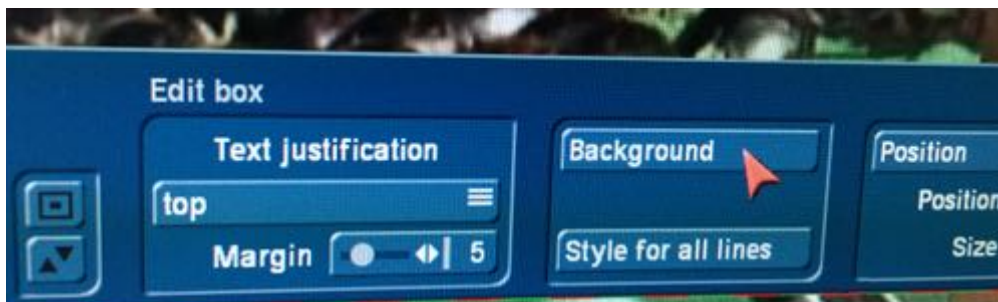 Edit box
Text justification
top
Margin 5
Background
Style for all lines
Position
Position
Size